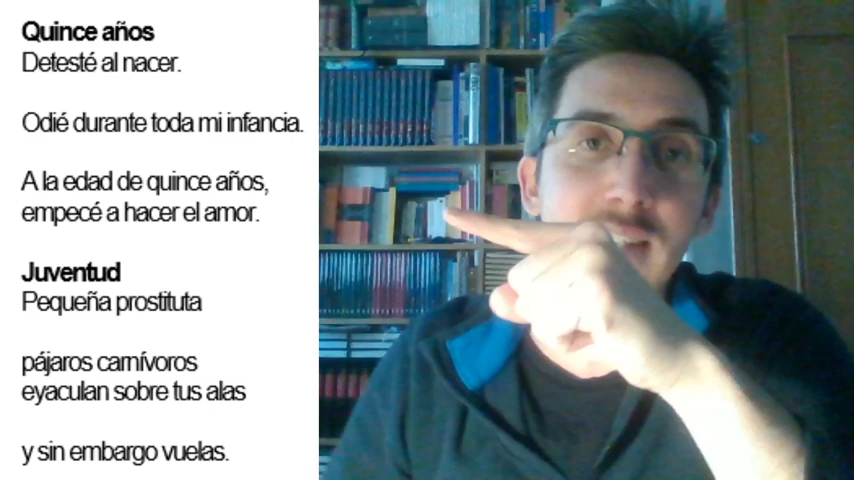 Quince años
Detesté al nacer.
Odié durante toda mi infancia.
A la edad de quince años,
empecé a hacer el amor.
Juventud
Pequeña prostituta
pájaros carnívoros
eyaculan sobre tus alas
y sin embargo vuelas.